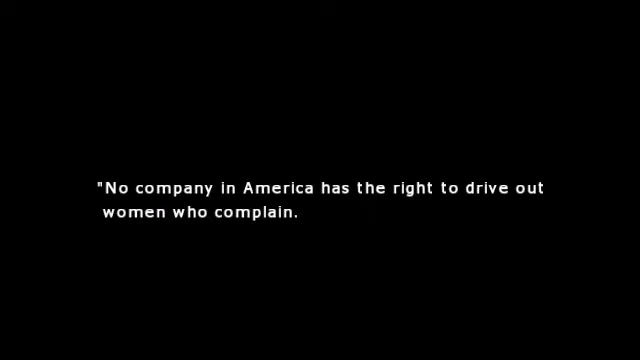 "No company in America has the right to drive out
women who complain.